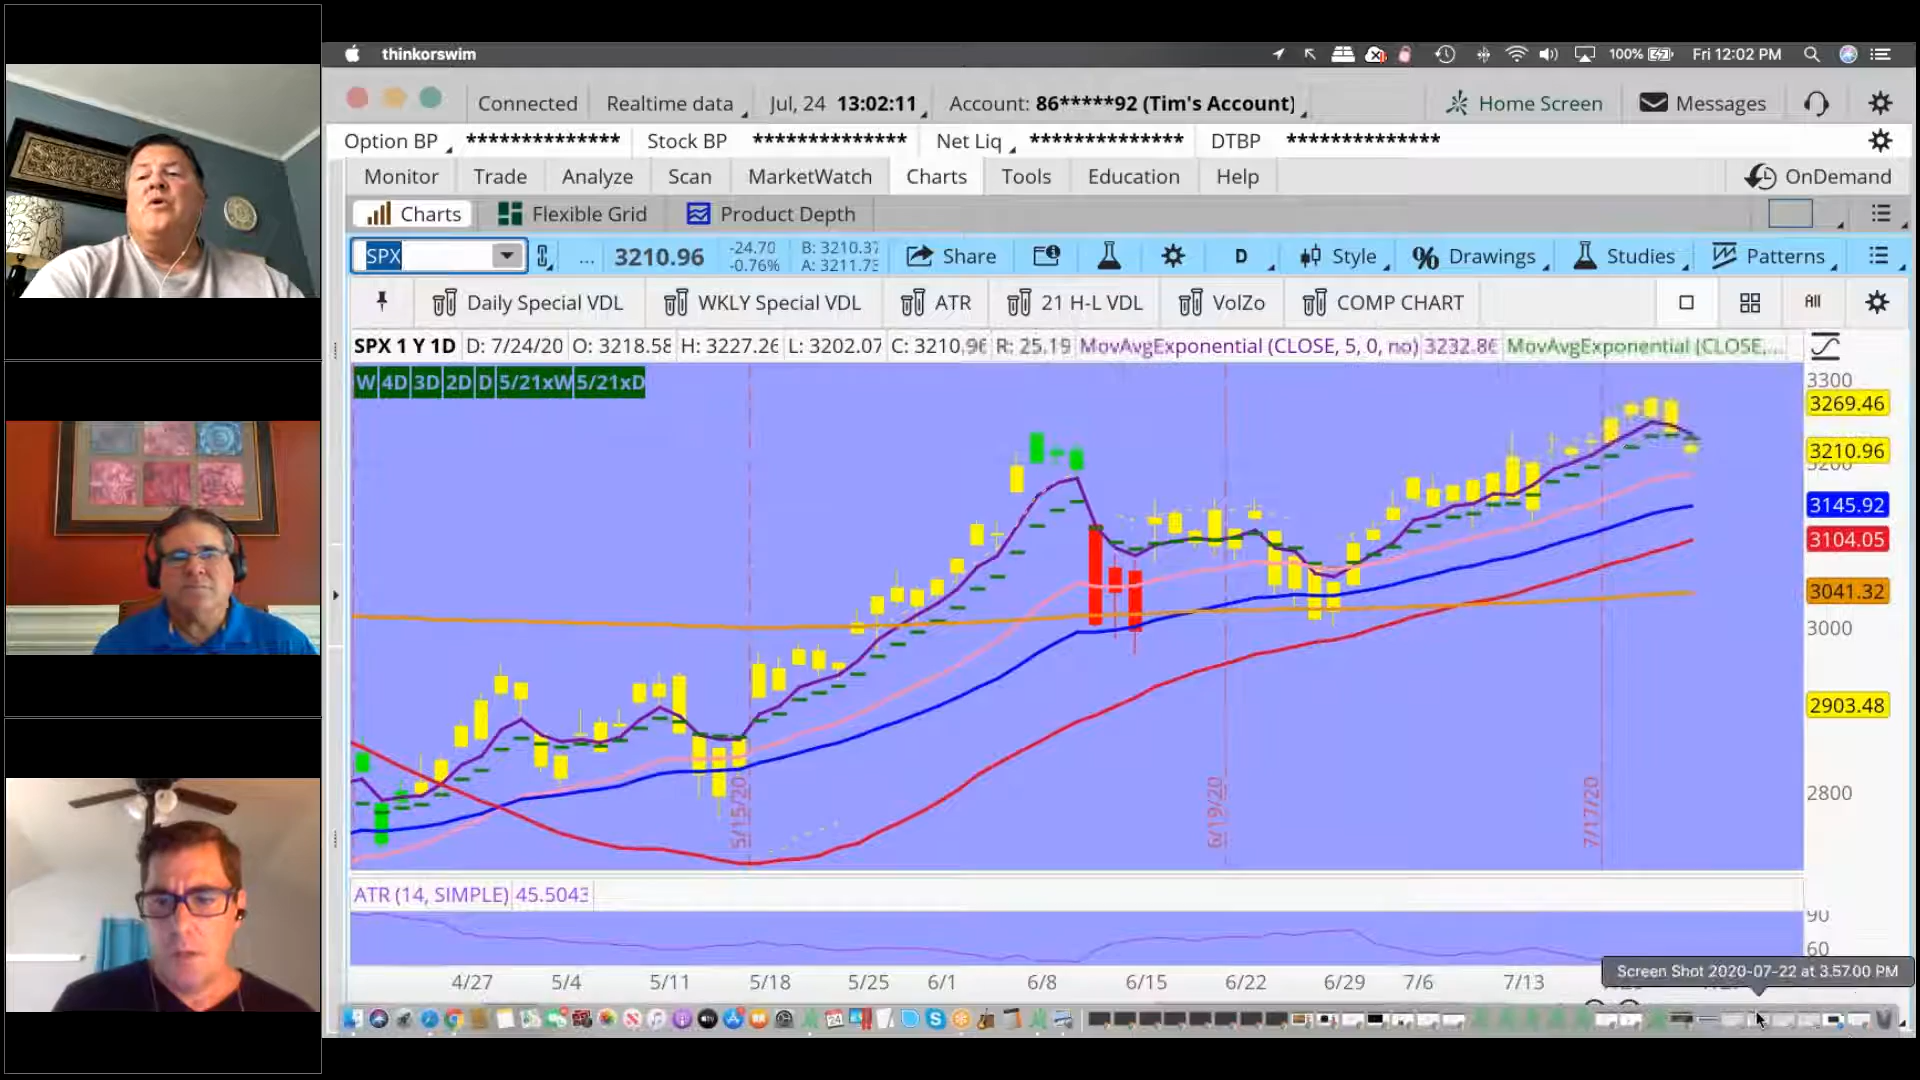 thinkorswim 100% Fri 12:02 PM
Connected Realtime data Jul, 24 13:02:11 Account: 86*****92 (Tim's Account) Home Screen Messages
Option BP ************** Stock BP ************** Net Liq ************** DTBP **************
Monitor Trade Analyze Scan MarketWatch Charts Tools Education Help OnDemand
Charts Flexible Grid Product Depth
SPX ... 3210.96 -24.70 B: 3210.37 Share D Style Drawings Studies Patterns
-0.76% A: 3211.73
Daily Special VDL WKLY Special VDL ATR 21 H-L VDL VolZo COMP CHART All
SPX 1 Y 1D D: 7/24/20 O: 3218.58 H: 3227.26 L: 3202.07 C: 3210.96 R: 25.19 MovAvgExponential (CLOSE, 5, 0, no) 3232.86 MovAvgExponential (CLOSE,...
W 4D 3D 2D D 5/21xW 5/21xD
3300
3269.46
3210.96
3200
3145.92
3104.05
3041.32
3000
2903.48
2800
5/15/20
6/19/20
7/17/20
ATR (14, SIMPLE) 45.5043
90
60
Screen Shot 2020-07-22 at 3.57.00 PM
4/27 5/4 5/11 5/18 5/25 6/1 6/8 6/15 6/22 6/29 7/6 7/13